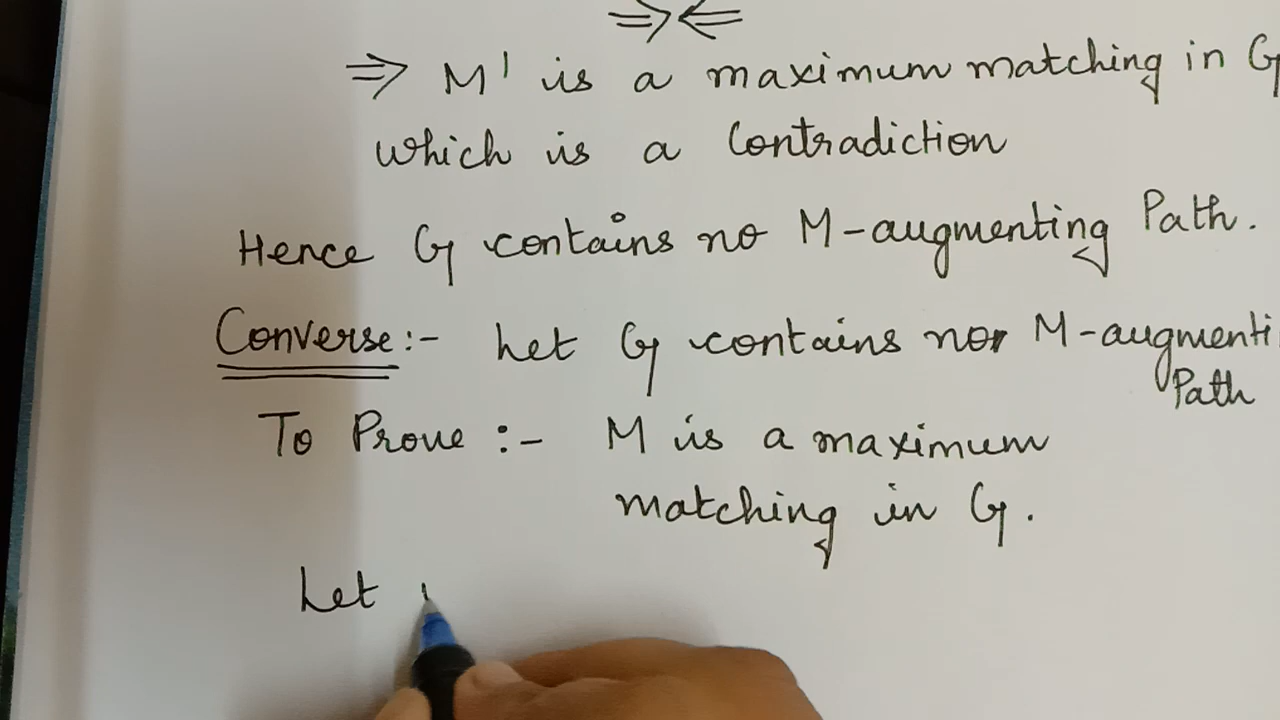 ⇒⇐
⇒ M' is a maximum matching in G
which is a Contradiction
Hence G contains no M-augmenting Path.
Converse:- Let G contains no M-augmenti
Path
To Prove :- M is a maximum
matching in G.
Let